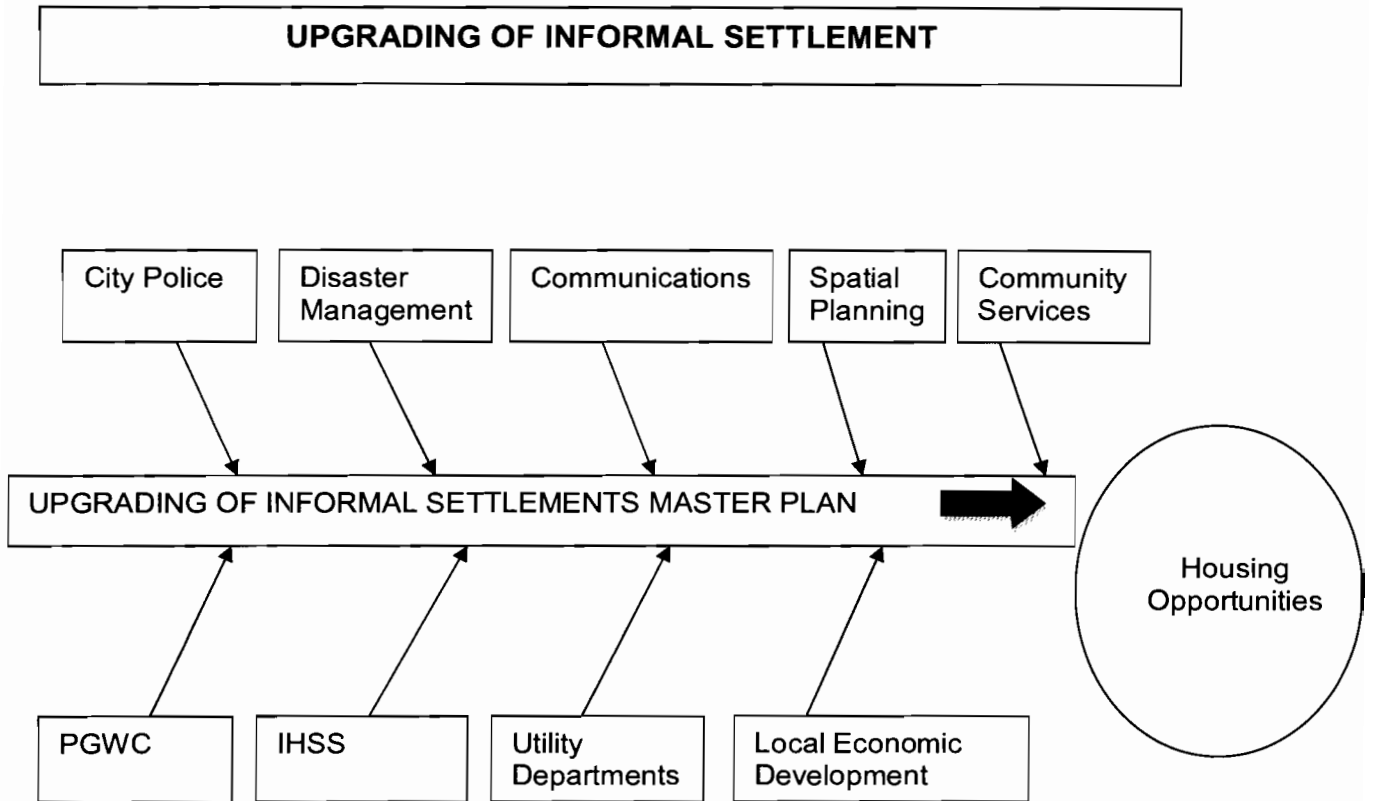 UPGRADING OF INFORMAL SETTLEMENT
City Police
Disaster
Management
Communications
Spatial
Planning
Community
Services
UPGRADING OF INFORMAL SETTLEMENTS MASTER PLAN
Housing
Opportunities
PGWC
IHSS
Utility
Departments
Local Economic
Development